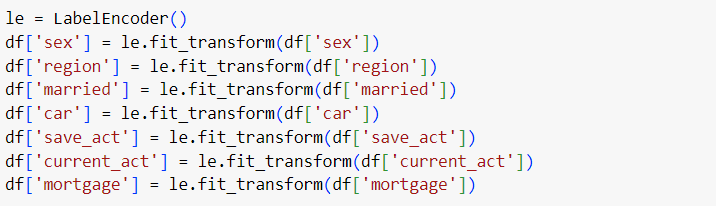 le = LabelEncoder()
df['sex'] = le.fit_transform(df['sex'])
df['region'] = le.fit_transform(df['region'])
df['married'] = le.fit_transform(df['married'])
df['car'] = le.fit_transform(df['car'])
df['save_act'] = le.fit_transform(df['save_act'])
df['current_act'] = le.fit_transform(df['current_act'])
df['mortgage'] = le.fit_transform(df['mortgage'])